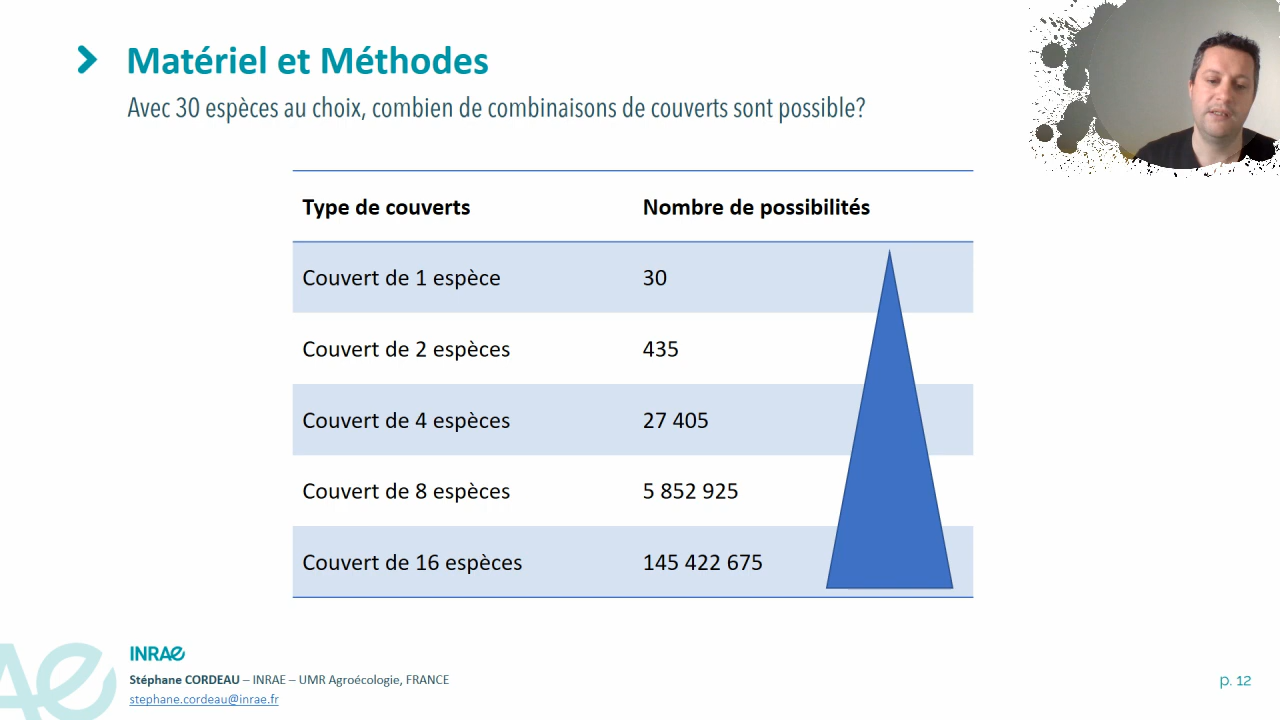 Matériel et Méthodes
Avec 30 espèces au choix, combien de combinaisons de couverts sont possible?
Type de couverts Nombre de possibilités
Couvert de 1 espèce 30
Couvert de 2 espèces 435
Couvert de 4 espèces 27 405
Couvert de 8 espèces 5 852 925
Couvert de 16 espèces 145 422 675
INRAE
Stéphane CORDEAU – INRAE – UMR Agroécologie, FRANCE
stephane.cordeau@inrae.fr
p. 12